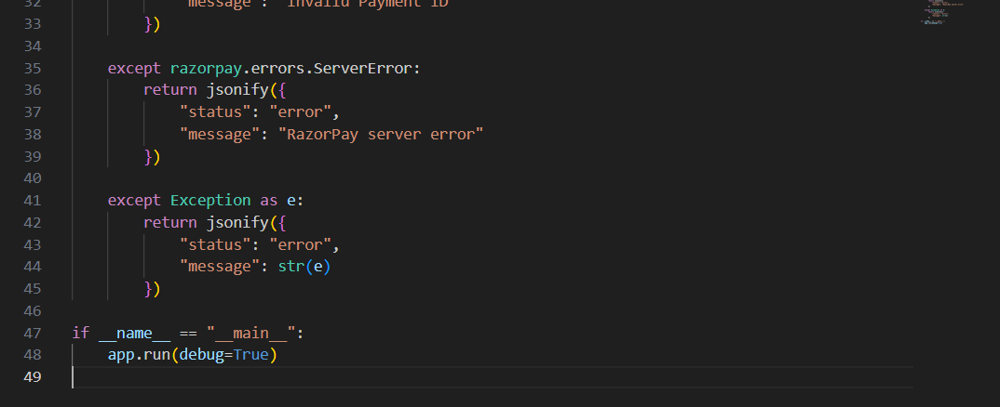 32 "message": "Invalid Payment ID"
33 })
34
35 except razorpay.errors.ServerError:
36 return jsonify({
37 "status": "error",
38 "message": "RazorPay server error"
39 })
40
41 except Exception as e:
42 return jsonify({
43 "status": "error",
44 "message": str(e)
45 })
46
47 if __name__ == "__main__":
48 app.run(debug=True)
49